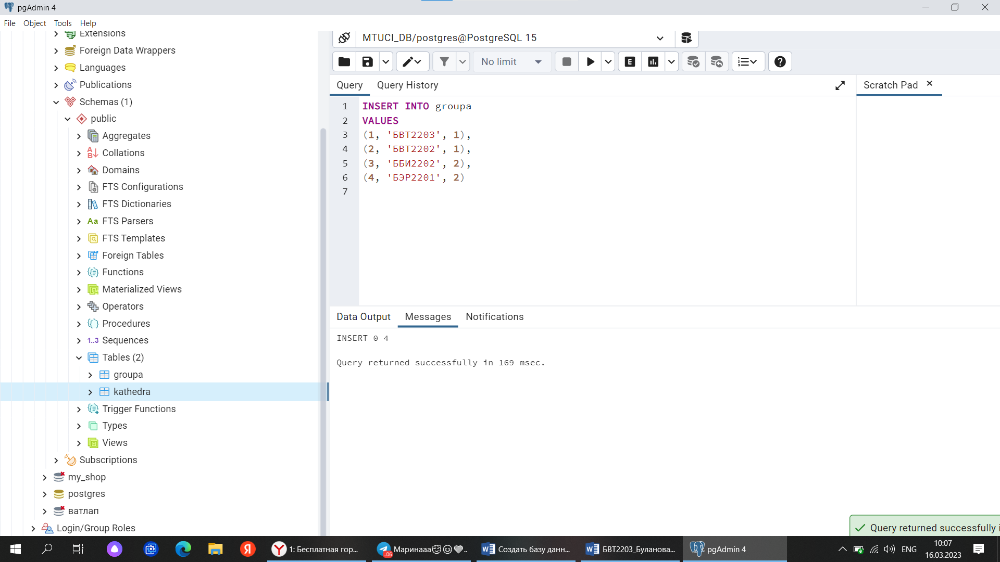 pgAdmin 4
File Object Tools Help
Extensions
Foreign Data Wrappers
Languages
Publications
Schemas (1)
public
Aggregates
Collations
Domains
FTS Configurations
FTS Dictionaries
Aa FTS Parsers
FTS Templates
Foreign Tables
Functions
Materialized Views
Operators
Procedures
1..3 Sequences
Tables (2)
groupa
kathedra
Trigger Functions
Types
Views
Subscriptions
my_shop
postgres
ватлап
Login/Group Roles
MTUCI_DB/postgres@PostgreSQL 15
No limit
E
Query Query History
Scratch Pad
1 INSERT INTO groupa
2 VALUES
3 (1, 'БВТ2203', 1),
4 (2, 'БВТ2202', 1),
5 (3, 'ББИ2202', 2),
6 (4, 'БЭР2201', 2)
7
Data Output Messages Notifications
INSERT 0 4
Query returned successfully in 169 msec.
Query returned successfully i
1: Бесплатная гор...
Маринааа
Создать базу данн...
БВТ2203_Буланова...
pgAdmin 4
ENG
10:07
16.03.2023